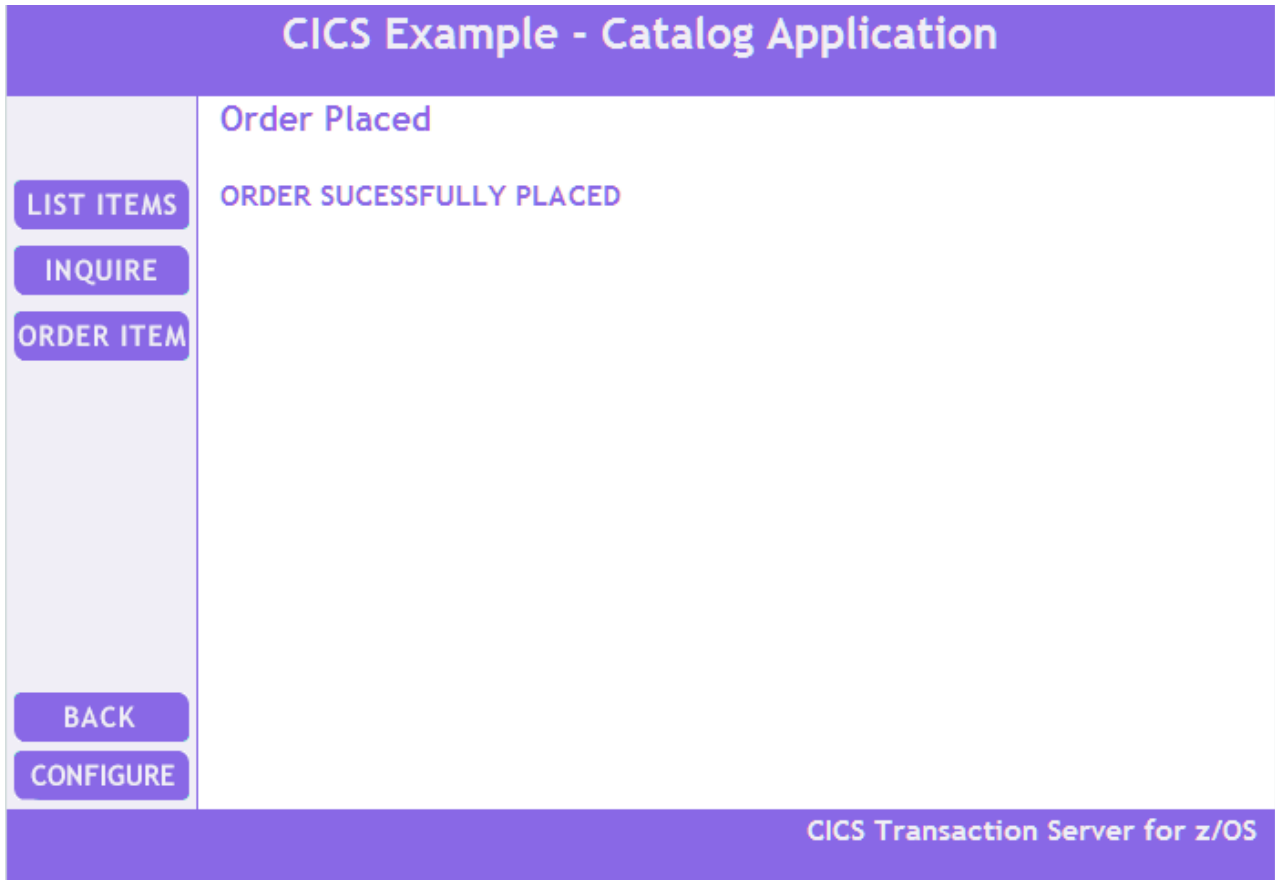 CICS Example - Catalog Application
Order Placed
ORDER SUCESSFULLY PLACED
LIST ITEMS
INQUIRE
ORDER ITEM
BACK
CONFIGURE
CICS Transaction Server for z/OS